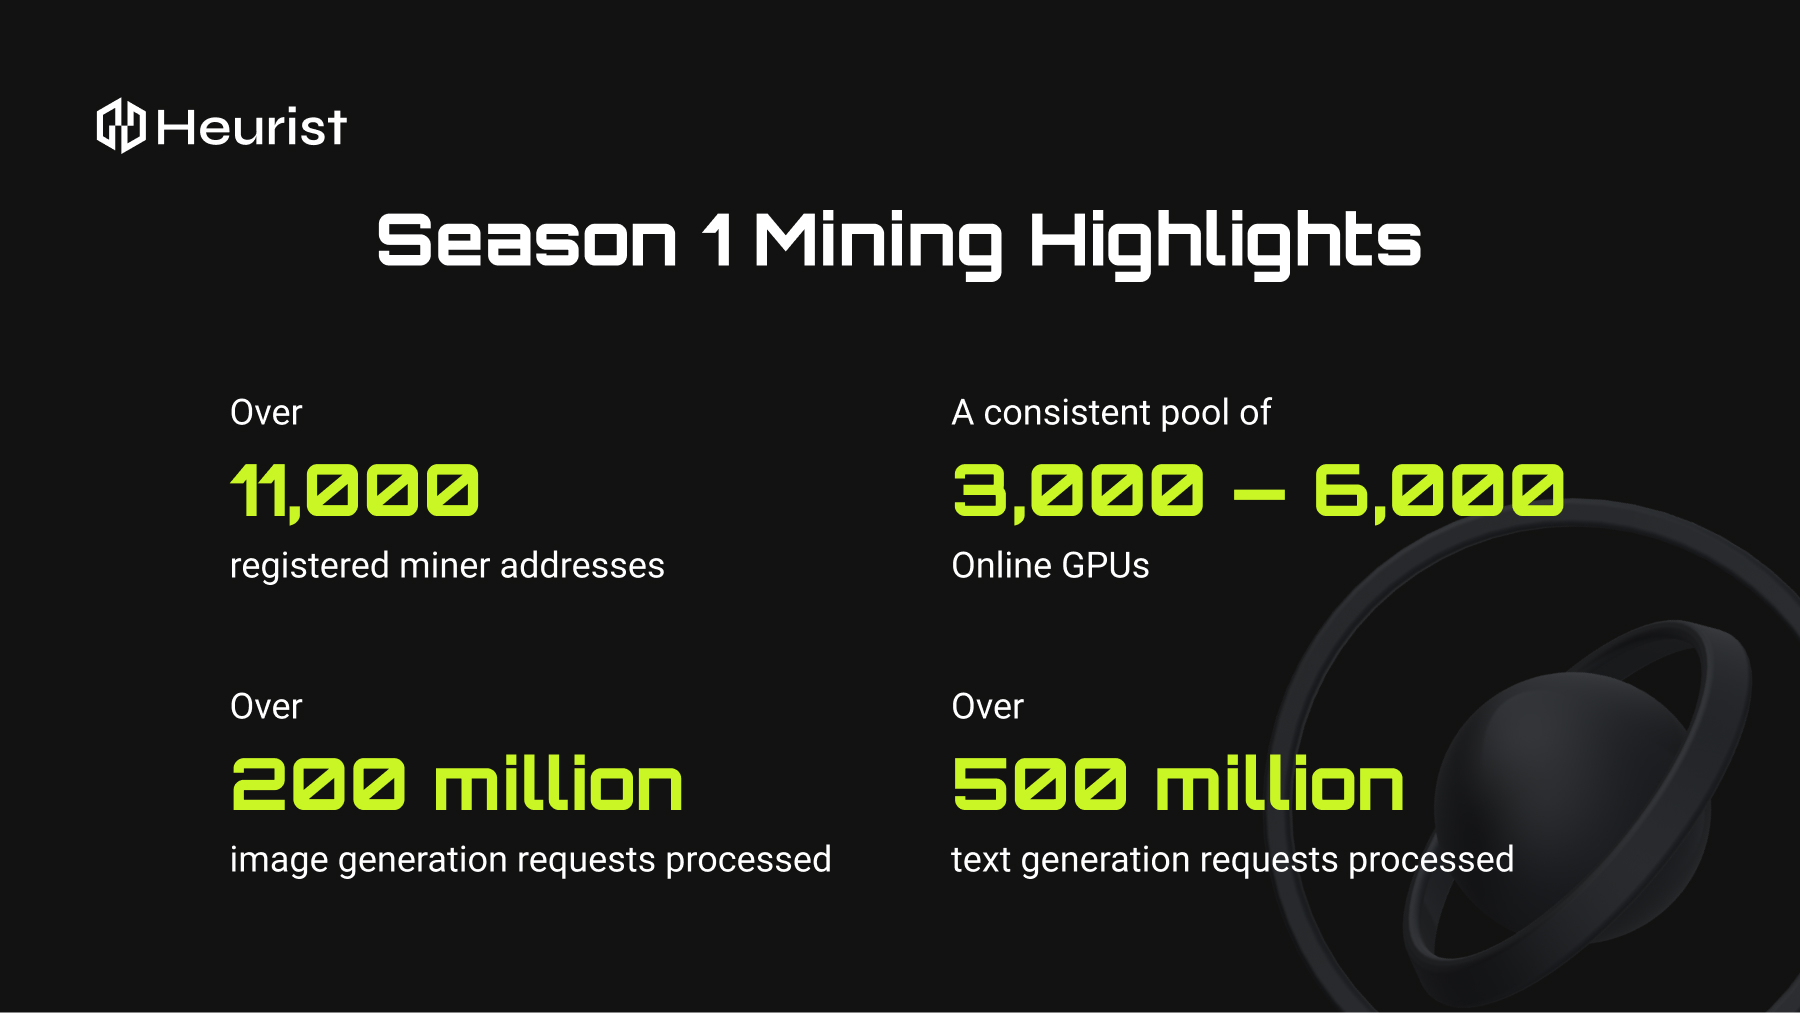 Heurist
Season 1 Mining Highlights
Over
11,000
registered miner addresses
A consistent pool of
3,000 – 6,000
Online GPUs
Over
200 million
image generation requests processed
Over
500 million
text generation requests processed